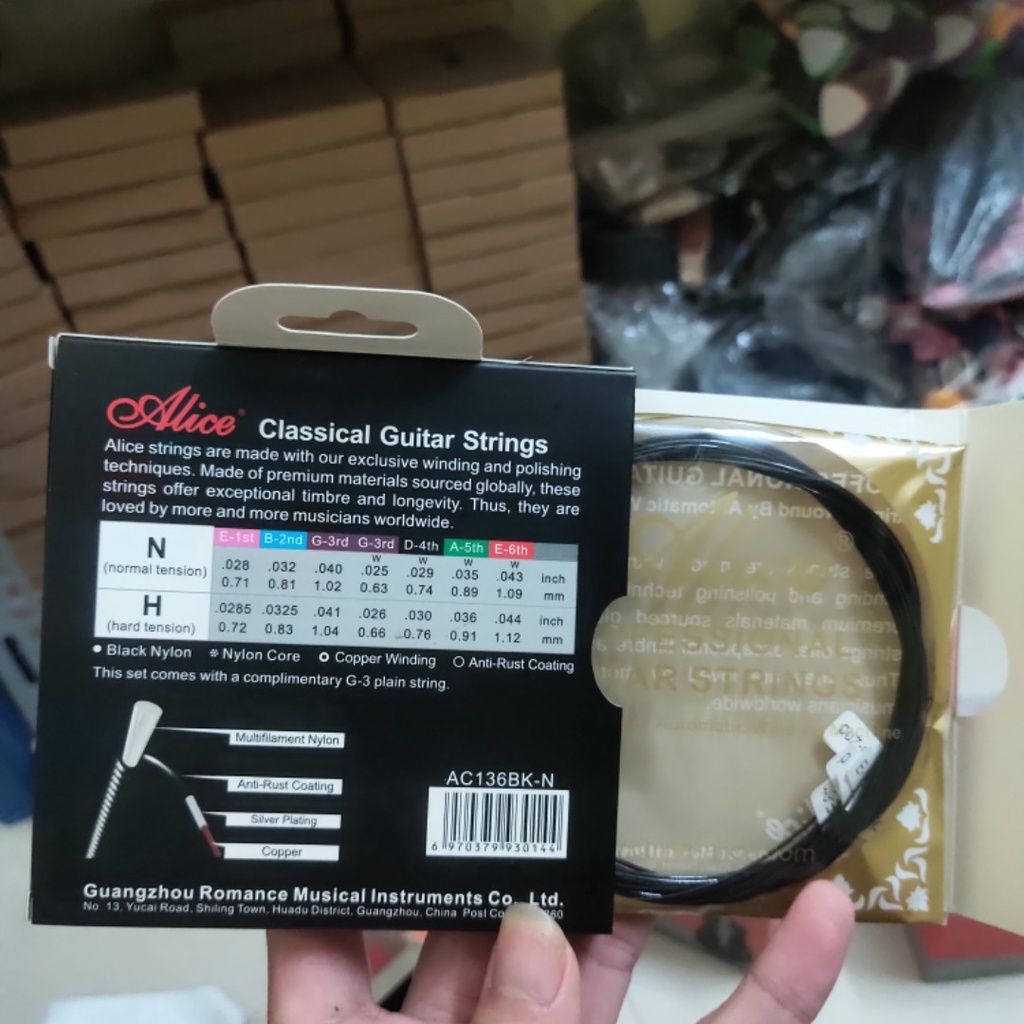 Alice®
Classical Guitar Strings
Alice strings are made with our exclusive winding and polishing
techniques. Made of premium materials sourced globally, these
strings offer exceptional timbre and longevity. Thus, they are
loved by more and more musicians worldwide.
E-1st B-2nd G-3rd G-3rd D-4th A-5th E-6th
W W W W
N .028 .032 .040 .025 .029 .035 .043 inch
(normal tension) 0.71 0.81 1.02 0.63 0.74 0.89 1.09 mm
H .0285 .0325 .041 .026 .030 .036 .044 inch
(hard tension) 0.72 0.83 1.04 0.66 0.76 0.91 1.12 mm
Black Nylon Nylon Core Copper Winding Anti-Rust Coating
This set comes with a complimentary G-3 plain string.
Multifilament Nylon
Anti-Rust Coating
Silver Plating
Copper
AC136BK-N
6 970379 930144
Guangzhou Romance Musical Instruments Co., Ltd.
No. 13, Yucai Road, Shiling Town, Huadu District, Guangzhou, China Post